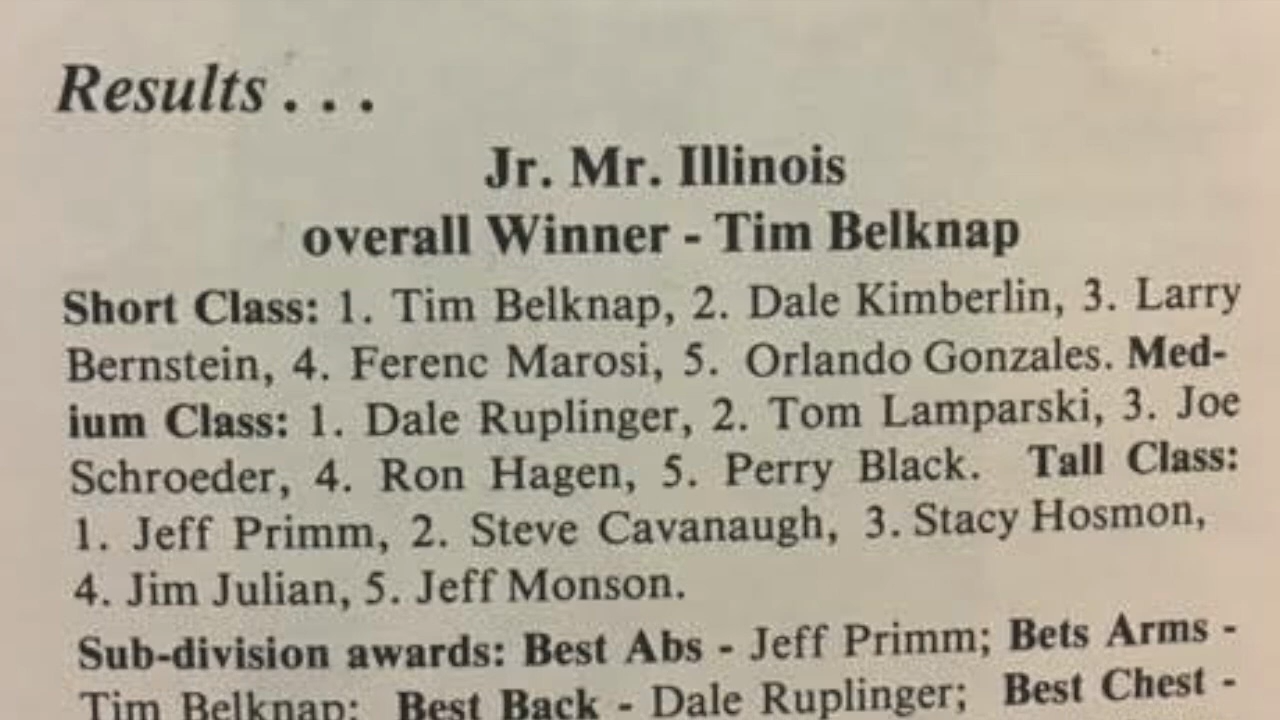 Results . . .
Jr. Mr. Illinois
overall Winner - Tim Belknap
Short Class: 1. Tim Belknap, 2. Dale Kimberlin, 3. Larry
Bernstein, 4. Ferenc Marosi, 5. Orlando Gonzales. Med-
ium Class: 1. Dale Ruplinger, 2. Tom Lamparski, 3. Joe
Schroeder, 4. Ron Hagen, 5. Perry Black. Tall Class:
1. Jeff Primm, 2. Steve Cavanaugh, 3. Stacy Hosmon,
4. Jim Julian, 5. Jeff Monson.
Sub-division awards: Best Abs - Jeff Primm; Bets Arms -
Tim Belknap; Best Back - Dale Ruplinger; Best Chest -